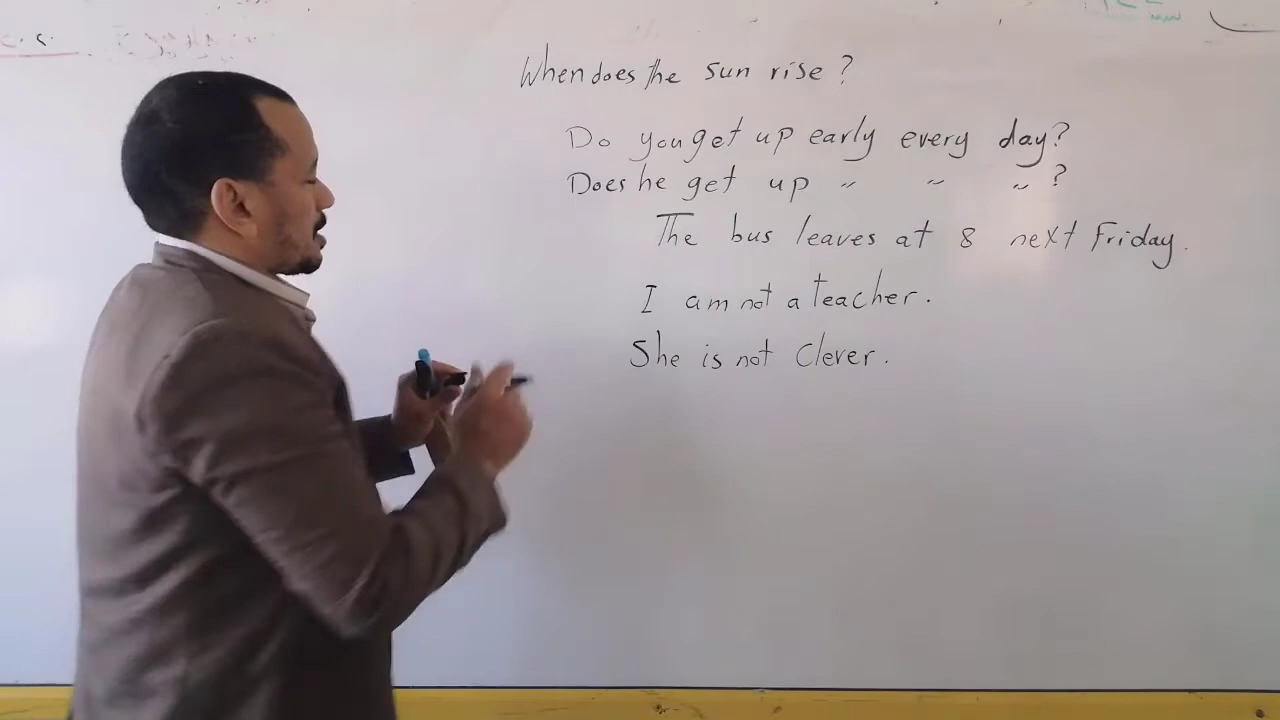 When does the sun rise ?
Do you get up early every day?
Does he get up " " " ?
The bus leaves at 8 next Friday.
I am not a teacher.
She is not Clever.